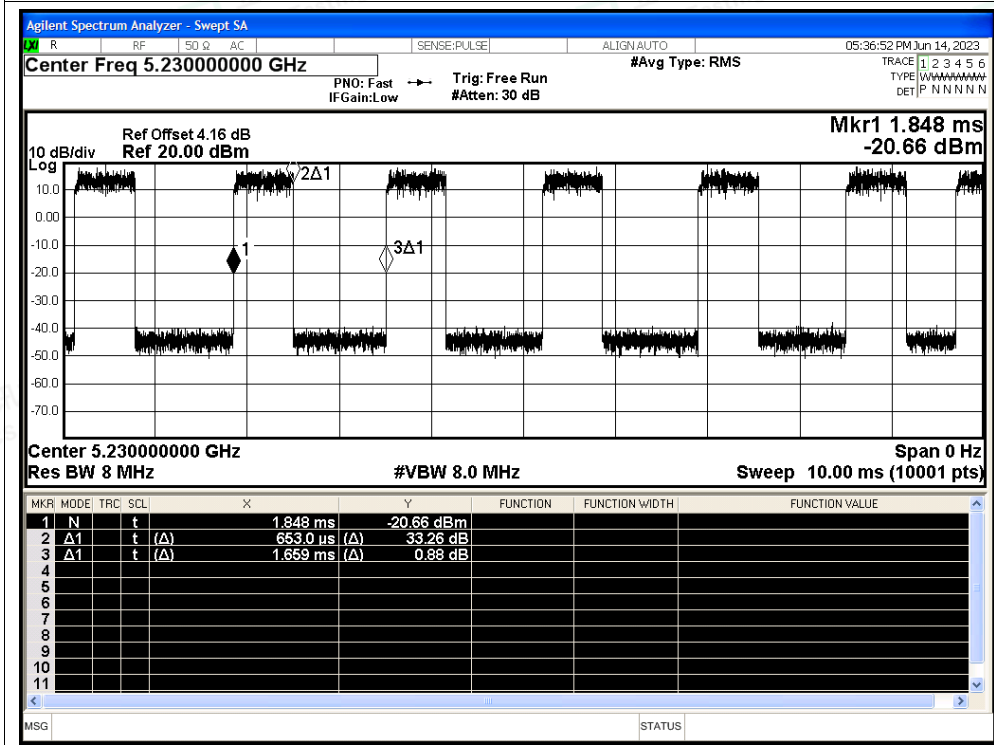 Agilent Spectrum Analyzer - Swept SA
LXI R RF 50 Ω AC SENSE:PULSE ALIGN AUTO 05:36:52 PM Jun 14, 2023
Center Freq 5.230000000 GHz
PNO: Fast
IFGain:Low
Trig: Free Run
#Atten: 30 dB
#Avg Type: RMS
TRACE 1 2 3 4 5 6
TYPE W
DET P N N N N N
Mkr1 1.848 ms
-20.66 dBm
Ref Offset 4.16 dB
10 dB/div Ref 20.00 dBm
Log
10.0
0.00
-10.0
-20.0
-30.0
-40.0
-50.0
-60.0
-70.0
2Δ1
1
3Δ1
Center 5.230000000 GHz Span 0 Hz
Res BW 8 MHz #VBW 8.0 MHz Sweep 10.00 ms (10001 pts)
MKR MODE TRC SCL X Y FUNCTION FUNCTION WIDTH FUNCTION VALUE
1 N t 1.848 ms -20.66 dBm
2 Δ1 t (Δ) 653.0 µs (Δ) 33.26 dB
3 Δ1 t (Δ) 1.659 ms (Δ) 0.88 dB
4
5
6
7
8
9
10
11
MSG STATUS